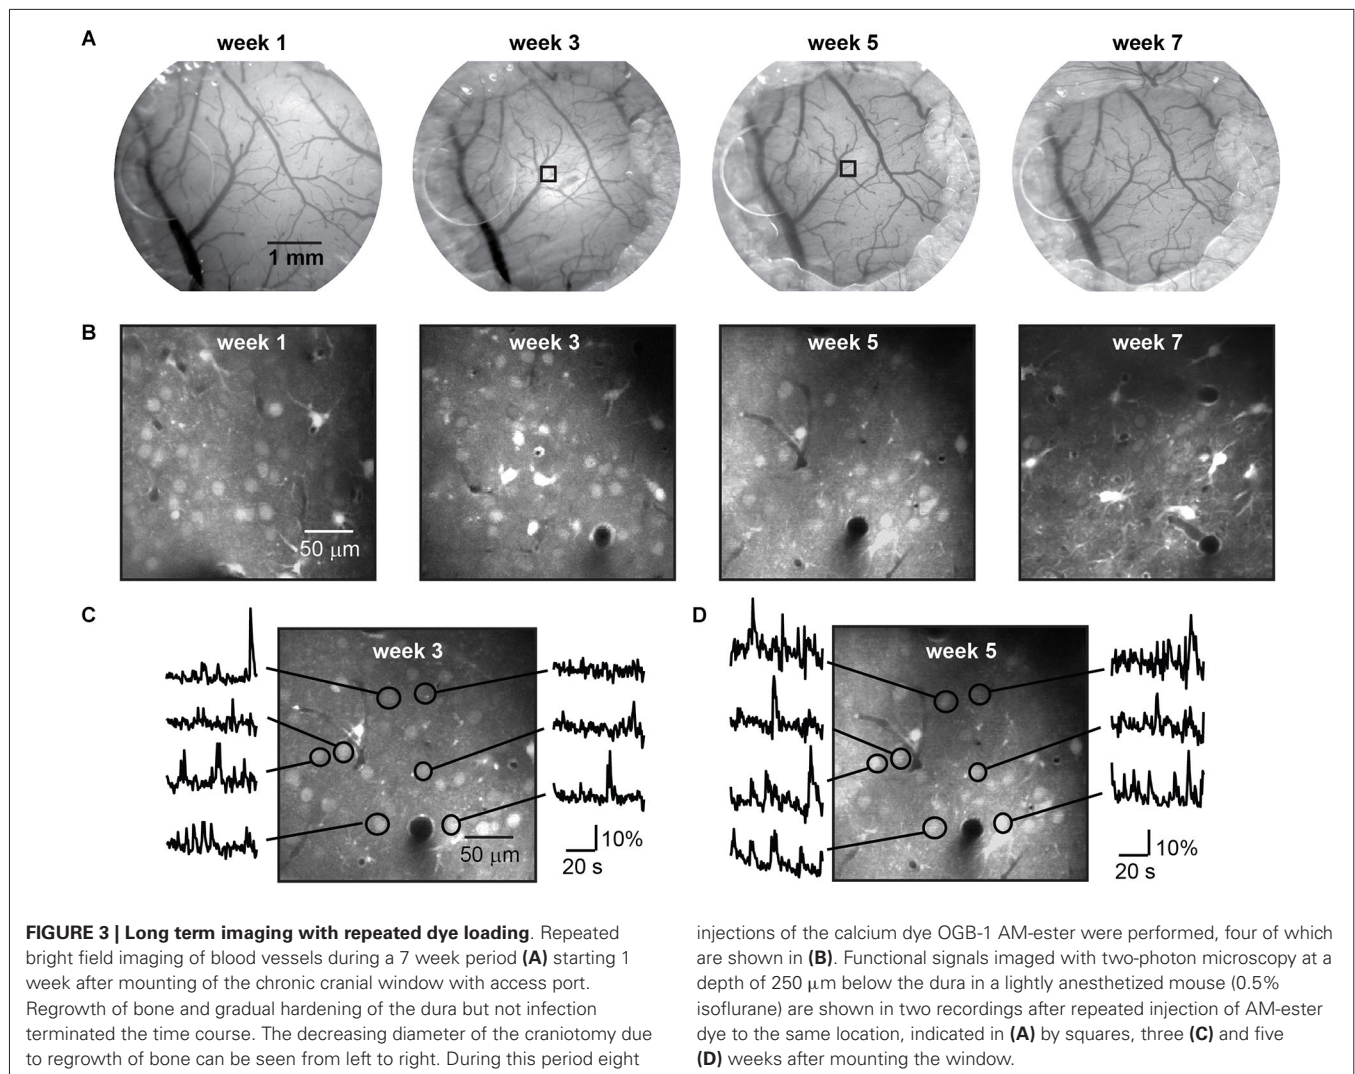 A
week 1
week 3
week 5
week 7
1 mm
B
week 1
week 3
week 5
week 7
50 μm
C
week 3
50 μm
10%
20 s
D
week 5
10%
20 s
FIGURE 3 | Long term imaging with repeated dye loading. Repeated
bright field imaging of blood vessels during a 7 week period (A) starting 1
week after mounting of the chronic cranial window with access port.
Regrowth of bone and gradual hardening of the dura but not infection
terminated the time course. The decreasing diameter of the craniotomy due
to regrowth of bone can be seen from left to right. During this period eight
injections of the calcium dye OGB-1 AM-ester were performed, four of which
are shown in (B). Functional signals imaged with two-photon microscopy at a
depth of 250 μm below the dura in a lightly anesthetized mouse (0.5%
isoflurane) are shown in two recordings after repeated injection of AM-ester
dye to the same location, indicated in (A) by squares, three (C) and five
(D) weeks after mounting the window.